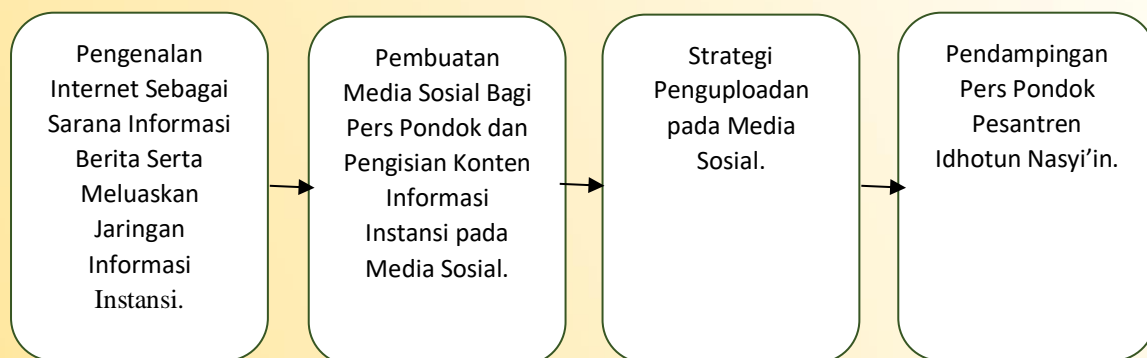 Pengenalan
Internet Sebagai
Sarana Informasi
Berita Serta
Meluaskan
Jaringan
Informasi
Instansi.
Pembuatan
Media Sosial Bagi
Pers Pondok dan
Pengisian Konten
Informasi
Instansi pada
Media Sosial.
Strategi
Penguploadan
pada Media
Sosial.
Pendampingan
Pers Pondok
Pesantren
Idhotun Nasyi’in.